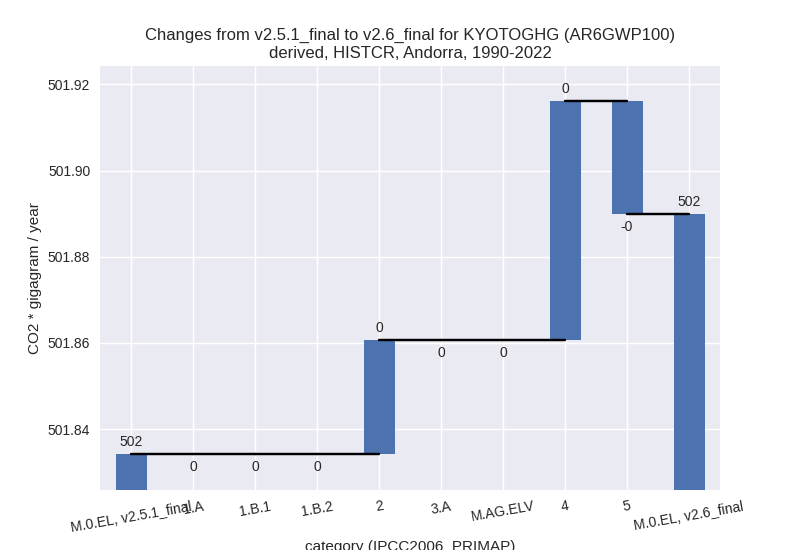 Changes from v2.5.1_final to v2.6_final for KYOTOGHG (AR6GWP100)
derived, HISTCR, Andorra, 1990-2022
501.92
501.90
501.88
501.86
501.84
CO2 * gigagram / year
502
0
0
0
0
0
0
0
-0
502
M.0.EL, v2.5.1_final
1.A
1.B.1
1.B.2
2
3.A
M.AG.ELV
4
5
M.0.EL, v2.6_final
category (IPCC2006_PRIMAP)